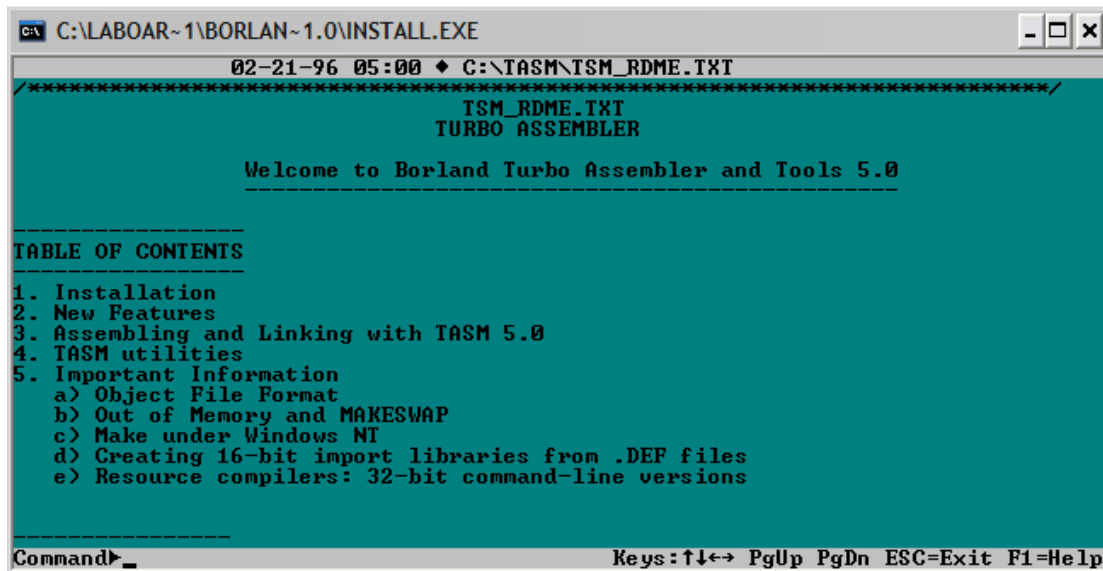 C:\LABOAR~1\BORLAN~1.0\INSTALL.EXE
02-21-96 05:00 ♦ C:\TASM\TSM_RDME.TXT
/*************************************************************************/
TSM_RDME.TXT
TURBO ASSEMBLER
Welcome to Borland Turbo Assembler and Tools 5.0
-----------------------------------------------
-----------------
TABLE OF CONTENTS
-----------------
1. Installation
2. New Features
3. Assembling and Linking with TASM 5.0
4. TASM utilities
5. Important Information
a) Object File Format
b) Out of Memory and MAKESWAP
c) Make under Windows NT
d) Creating 16-bit import libraries from .DEF files
e) Resource compilers: 32-bit command-line versions
----------------
Command►_ Keys:↑↓←→ PgUp PgDn ESC=Exit F1=Help